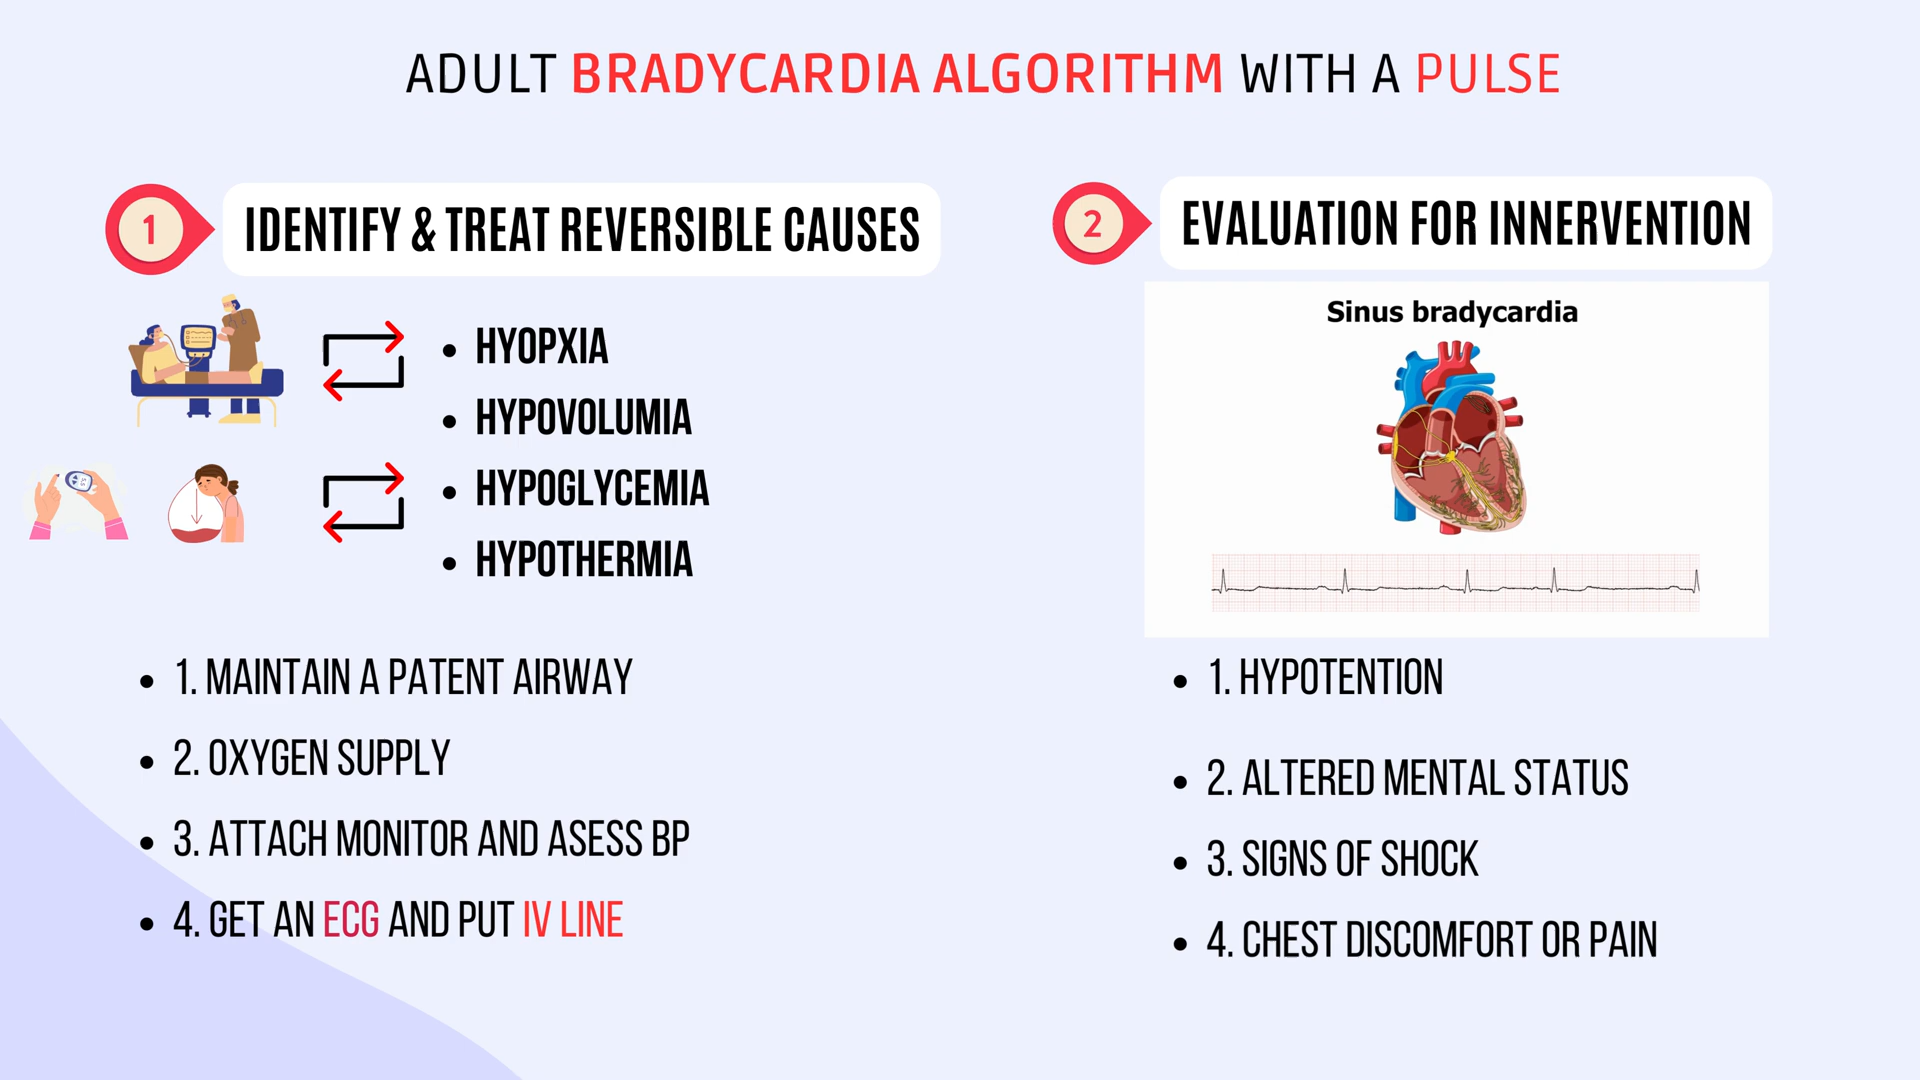 ADULT BRADYCARDIA ALGORITHM WITH A PULSE
1
IDENTIFY & TREAT REVERSIBLE CAUSES
HYOPXIA
HYPOVOLUMIA
HYPOGLYCEMIA
HYPOTHERMIA
1. MAINTAIN A PATENT AIRWAY
2. OXYGEN SUPPLY
3. ATTACH MONITOR AND ASESS BP
4. GET AN ECG AND PUT IV LINE
2
EVALUATION FOR INNERVENTION
Sinus bradycardia
1. HYPOTENTION
2. ALTERED MENTAL STATUS
3. SIGNS OF SHOCK
4. CHEST DISCOMFORT OR PAIN